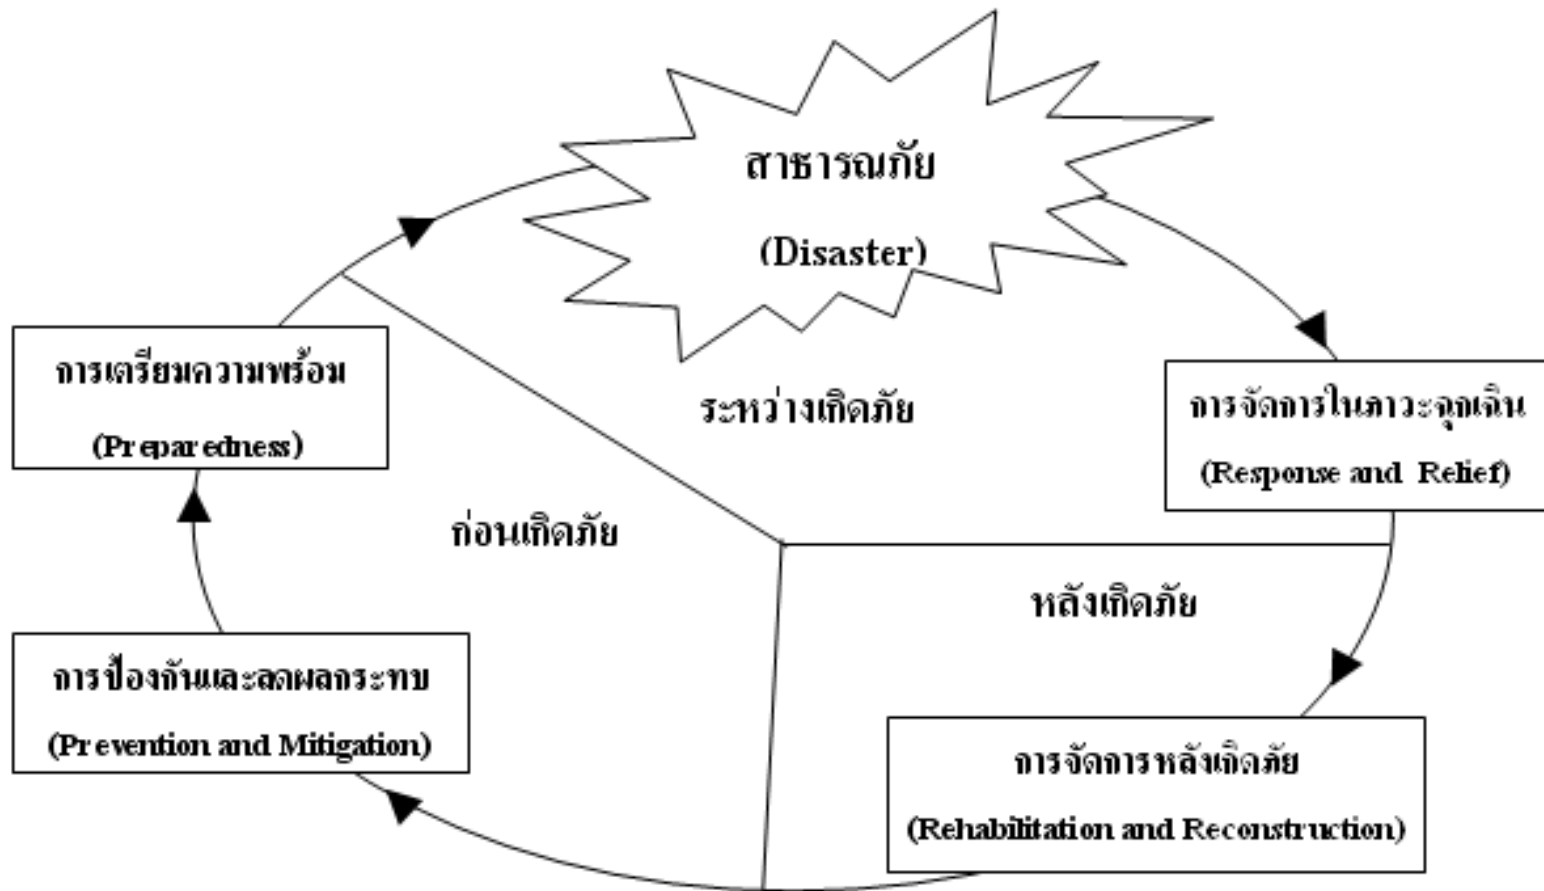 สาธารณภัย
(Disaster)
การเตรียมความพร้อม
(Preparedness)
ระหว่างเกิดภัย
การจัดการในภาวะฉุกเฉิน
(Response and Relief)
ก่อนเกิดภัย
หลังเกิดภัย
การป้องกันและลดผลกระทบ
(Prevention and Mitigation)
การจัดการหลังเกิดภัย
(Rehabilitation and Reconstruction)